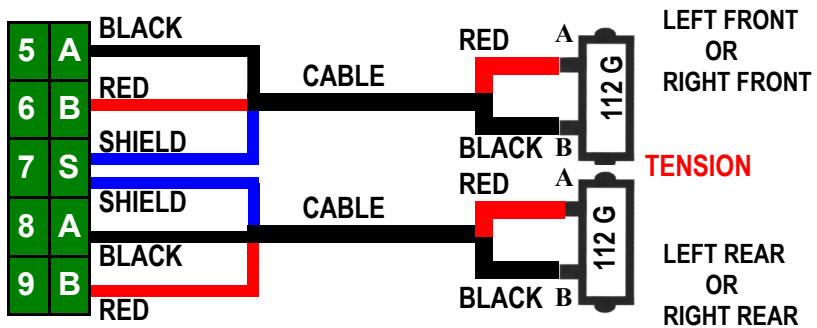 5 A
BLACK
6 B
RED
7 S
SHIELD
SHIELD
8 A
BLACK
9 B
RED
CABLE
RED
A
112 G
BLACK B
LEFT FRONT
OR
RIGHT FRONT
TENSION
CABLE
RED
A
112 G
BLACK B
LEFT REAR
OR
RIGHT REAR